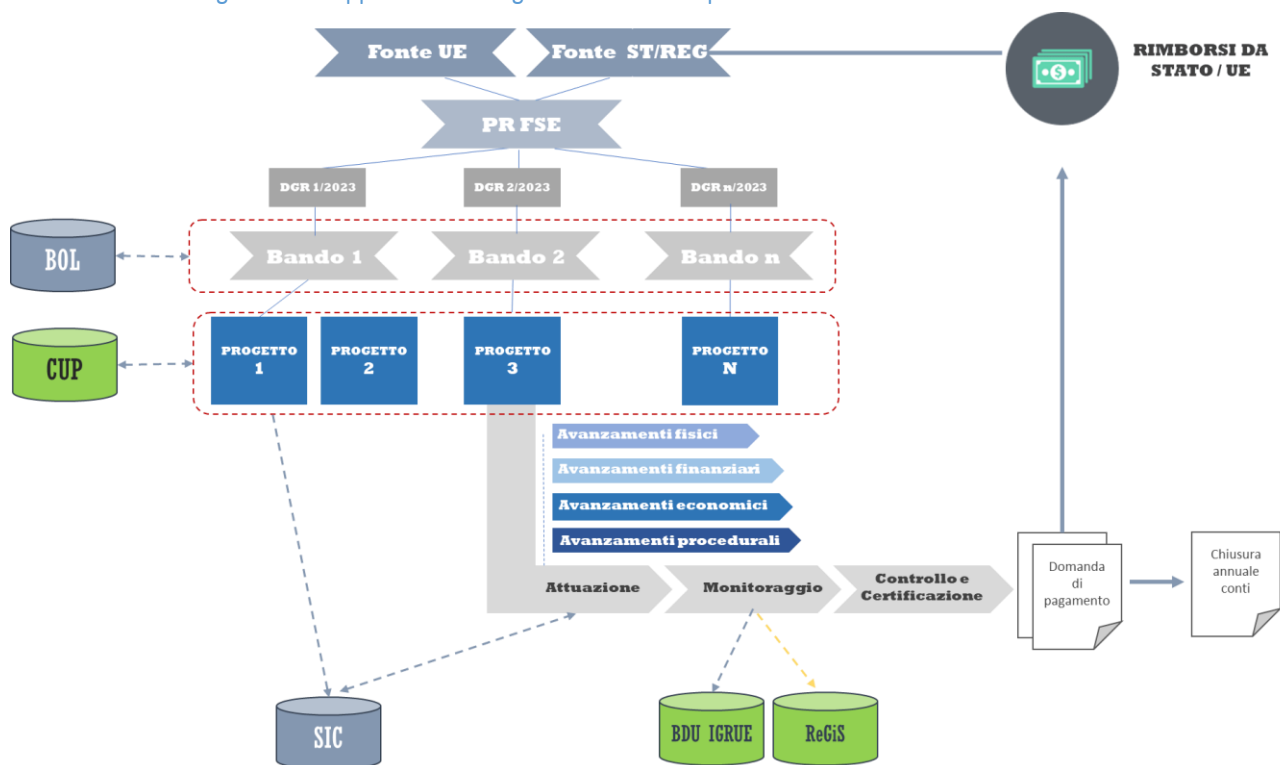 Fonte UE
Fonte ST/REG
RIMBORSI DA
STATO / UE
PR FSE
DGR 1/2023
DGR 2/2023
DGR n/2023
BOL
Bando 1
Bando 2
Bando n
CUP
PROGETTO
1
PROGETTO
2
PROGETTO
3
PROGETTO
N
Avanzamenti fisici
Avanzamenti finanziari
Avanzamenti economici
Avanzamenti procedurali
Attuazione
Monitoraggio
Controllo e
Certificazione
Domanda
di
pagamento
Chiusura
annuale
conti
SIC
BDU IGRUE
ReGiS